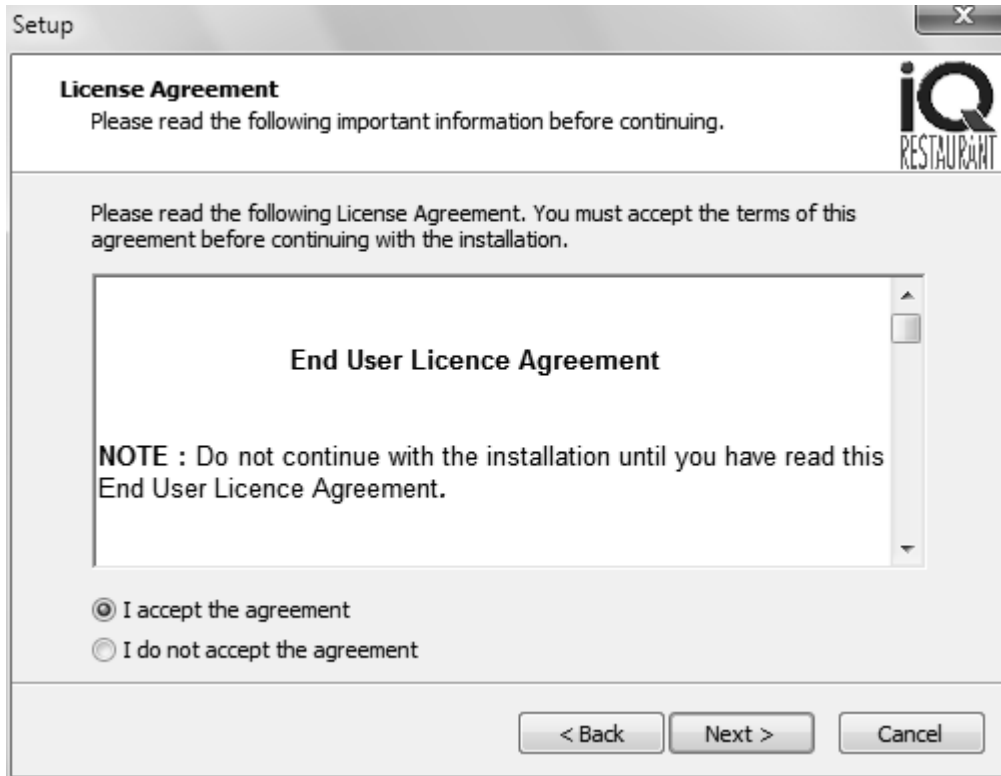 Setup
X
License Agreement
Please read the following important information before continuing.
iQ
RESTAURANT
Please read the following License Agreement. You must accept the terms of this
agreement before continuing with the installation.
End User Licence Agreement
NOTE : Do not continue with the installation until you have read this
End User Licence Agreement.
I accept the agreement
I do not accept the agreement
< Back
Next >
Cancel